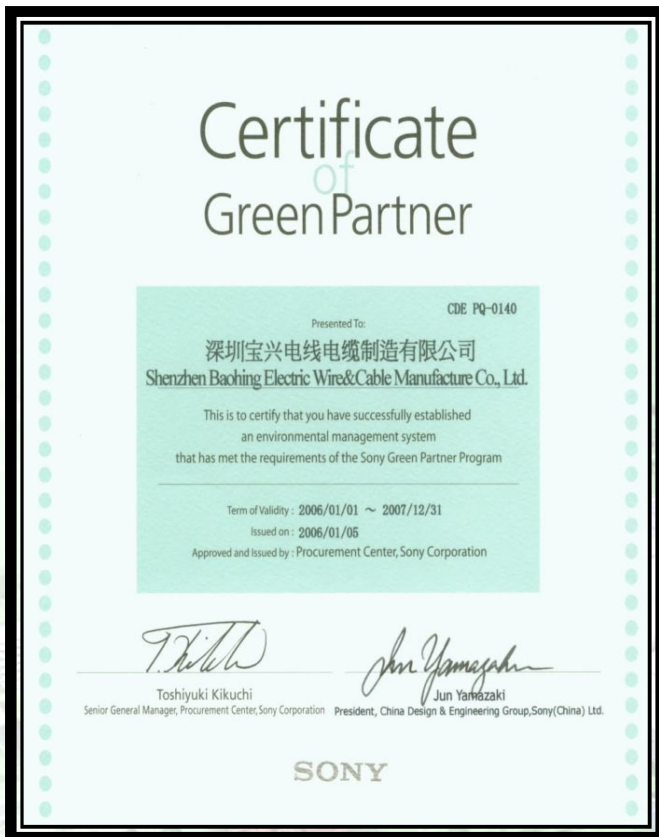 Certificate
of
Green Partner
CDE PQ-0140
Presented To:
深圳宝兴电线电缆制造有限公司
Shenzhen Baohing Electric Wire&Cable Manufacture Co., Ltd.
This is to certify that you have successfully established
an environmental management system
that has met the requirements of the Sony Green Partner Program
Term of Validity : 2006/01/01 ~ 2007/12/31
Issued on : 2006/01/05
Approved and Issued by : Procurement Center, Sony Corporation
Toshiyuki Kikuchi
Senior General Manager, Procurement Center, Sony Corporation
Jun Yamazaki
President, China Design & Engineering Group,Sony(China) Ltd.
SONY